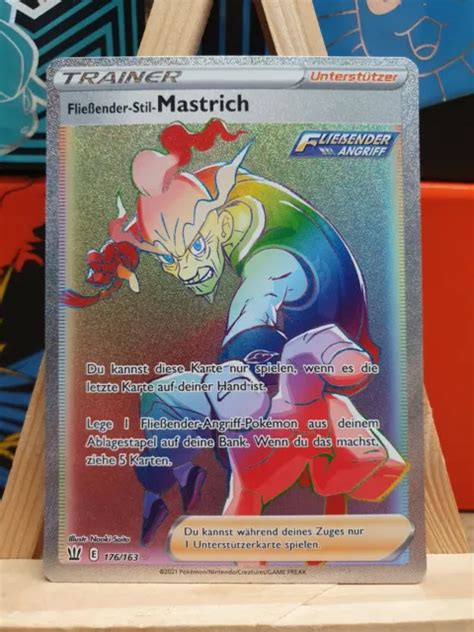 TRAINER
Unterstützer
Fließender-Stil-Mastrich
FLIEßENDER
ANGRIFF
Du kannst diese Karte nur spielen, wenn es die
letzte Karte auf deiner Hand ist.
Lege 1 Fließender-Angriff-Pokémon aus deinem
Ablagestapel auf deine Bank. Wenn du das machst,
ziehe 5 Karten.
Illustr. Naoki Saito
E 176/163
Du kannst während deines Zuges nur
1 Unterstützerkarte spielen.
©2021 Pokémon/Nintendo/Creatures/GAME FREAK